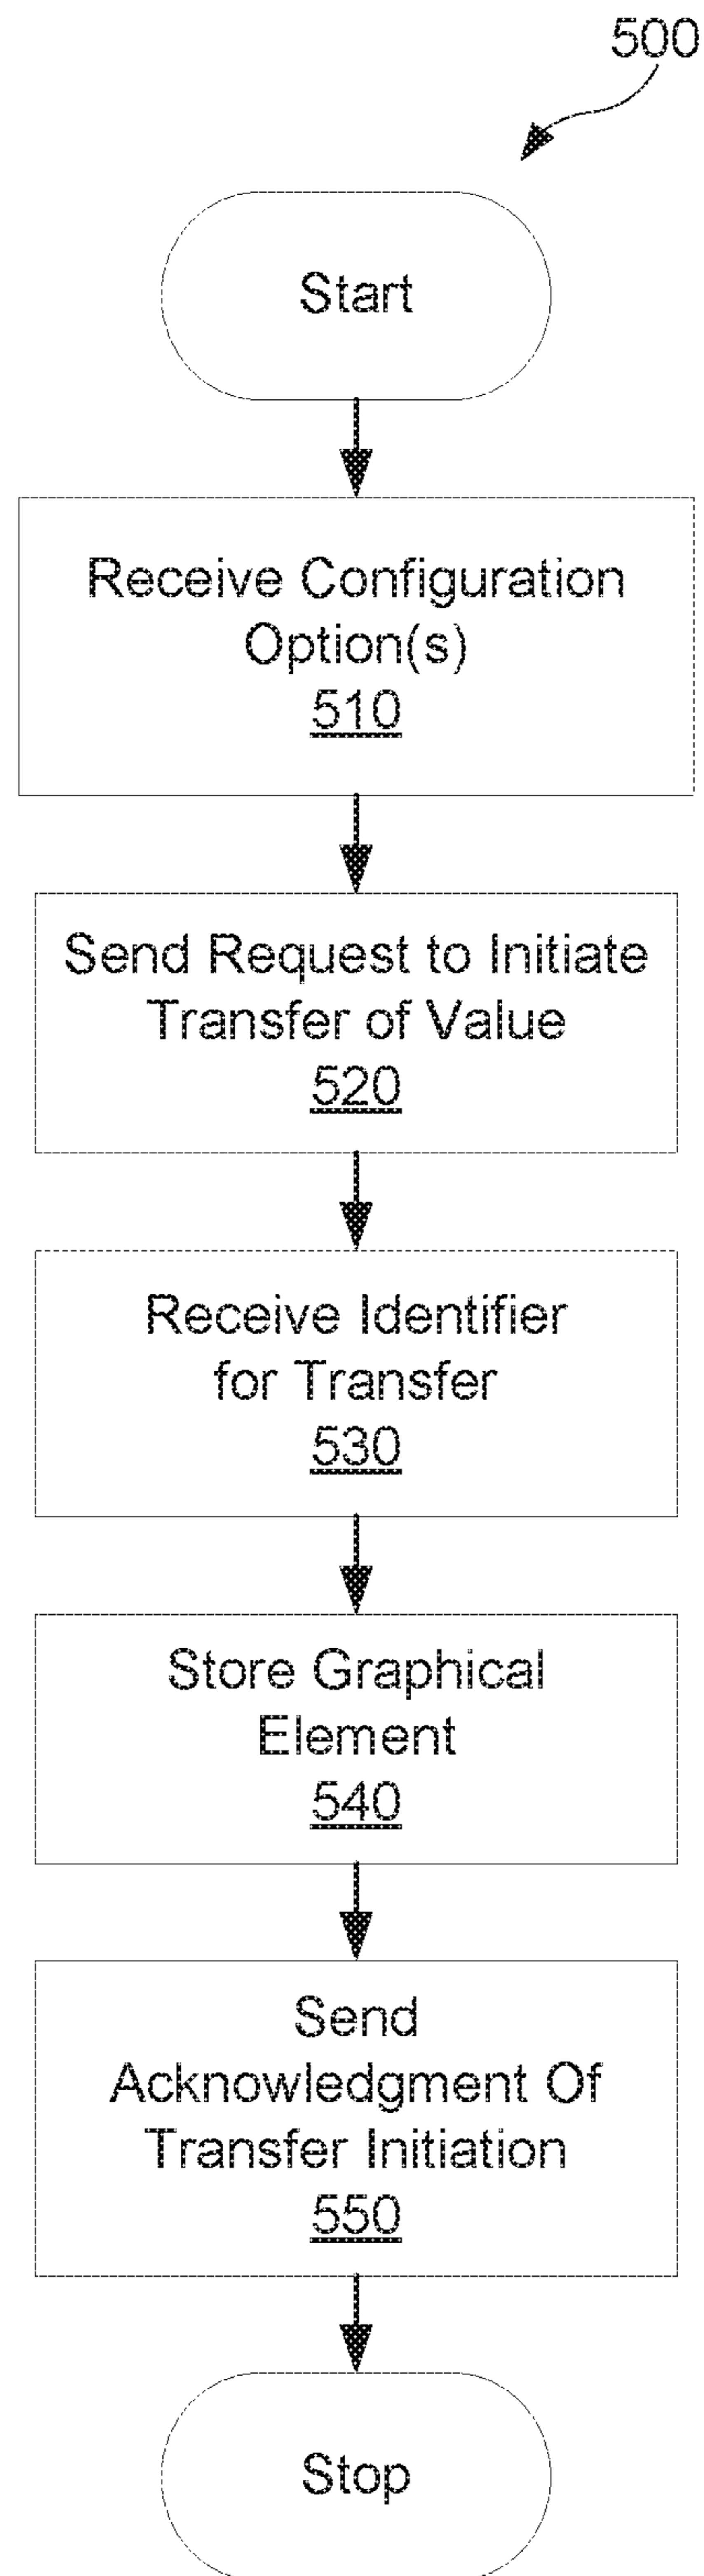 500
Start
Receive Configuration
Option(s)
510
Send Request to Initiate
Transfer of Value
520
Receive Identifier
for Transfer
530
Store Graphical
Element
540
Send
Acknowledgment Of
Transfer Initiation
550
Stop